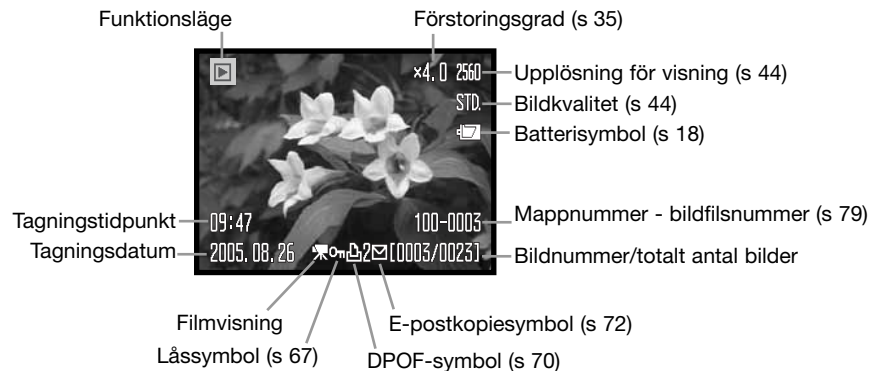 Funktionsläge
Förstoringsgrad (s 35)
×4.0 2560
Upplösning för visning (s 44)
STD.
Bildkvalitet (s 44)
Batterisymbol (s 18)
Tagningstidpunkt
09:47
100-0003
Mappnummer - bildfilsnummer (s 79)
Tagningsdatum
2005.08.26
2
[0003/0023]
Bildnummer/totalt antal bilder
Filmvisning
E-postkopiesymbol (s 72)
Låssymbol (s 67)
DPOF-symbol (s 70)